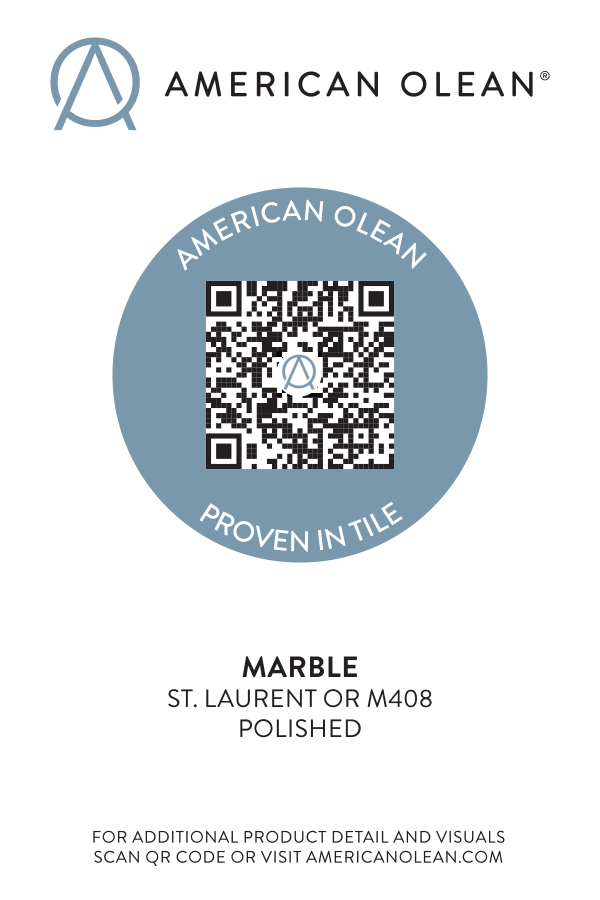 AMERICAN OLEAN®
AMERICAN OLEAN
PROVEN IN TILE
MARBLE
ST. LAURENT OR M408
POLISHED
FOR ADDITIONAL PRODUCT DETAIL AND VISUALS
SCAN QR CODE OR VISIT AMERICANOLEAN.COM